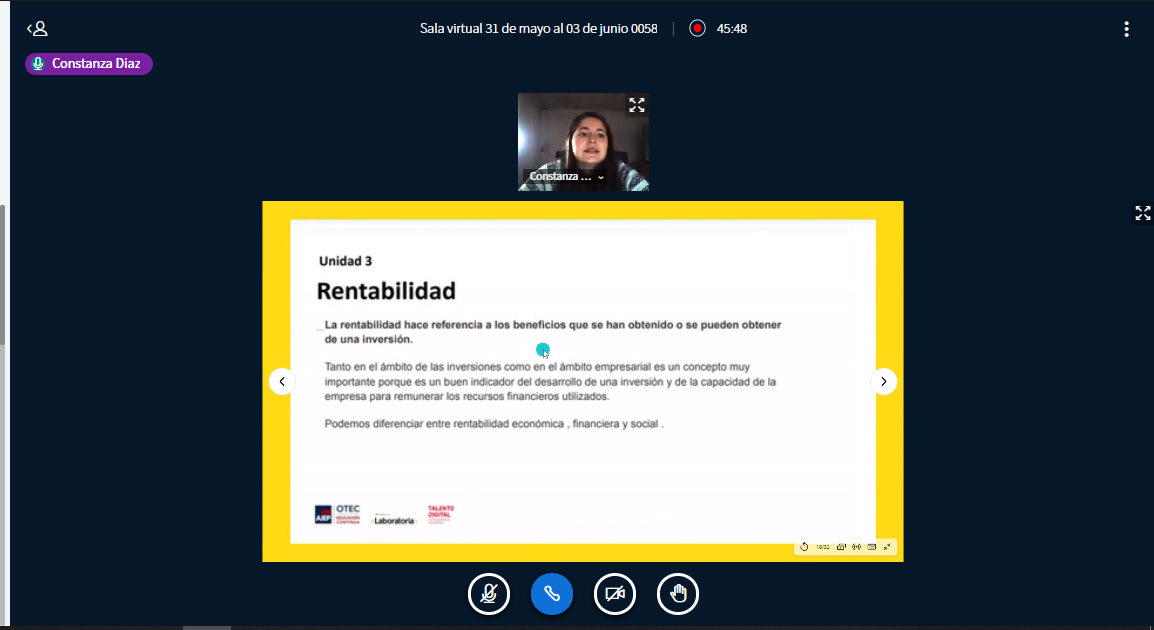 Sala virtual 31 de mayo al 03 de junio 0058
45:48
Constanza Diaz
Constanza ...
Unidad 3
Rentabilidad
La rentabilidad hace referencia a los beneficios que se han obtenido o se pueden obtener
de una inversión.
Tanto en el ámbito de las inversiones como en el ámbito empresarial es un concepto muy
importante porque es un buen indicador del desarrollo de una inversión y de la capacidad de la
empresa para remunerar los recursos financieros utilizados.
Podemos diferenciar entre rentabilidad económica , financiera y social .
AIEP
OTEC
EDUCACIÓN
CONTINUA
Laboratoria
TALENTO
DIGITAL